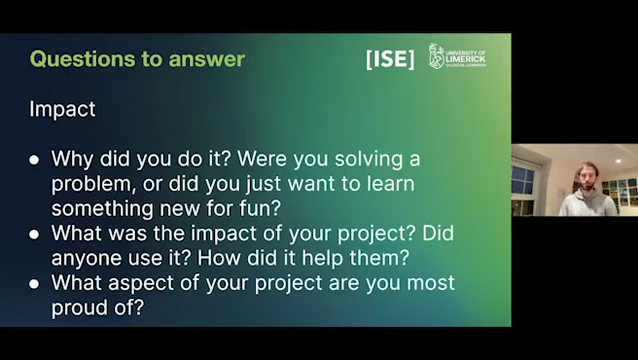 Questions to answer
[ISE]
UNIVERSITY OF
LIMERICK
Impact
● Why did you do it? Were you solving a
problem, or did you just want to learn
something new for fun?
● What was the impact of your project? Did
anyone use it? How did it help them?
● What aspect of your project are you most
proud of?